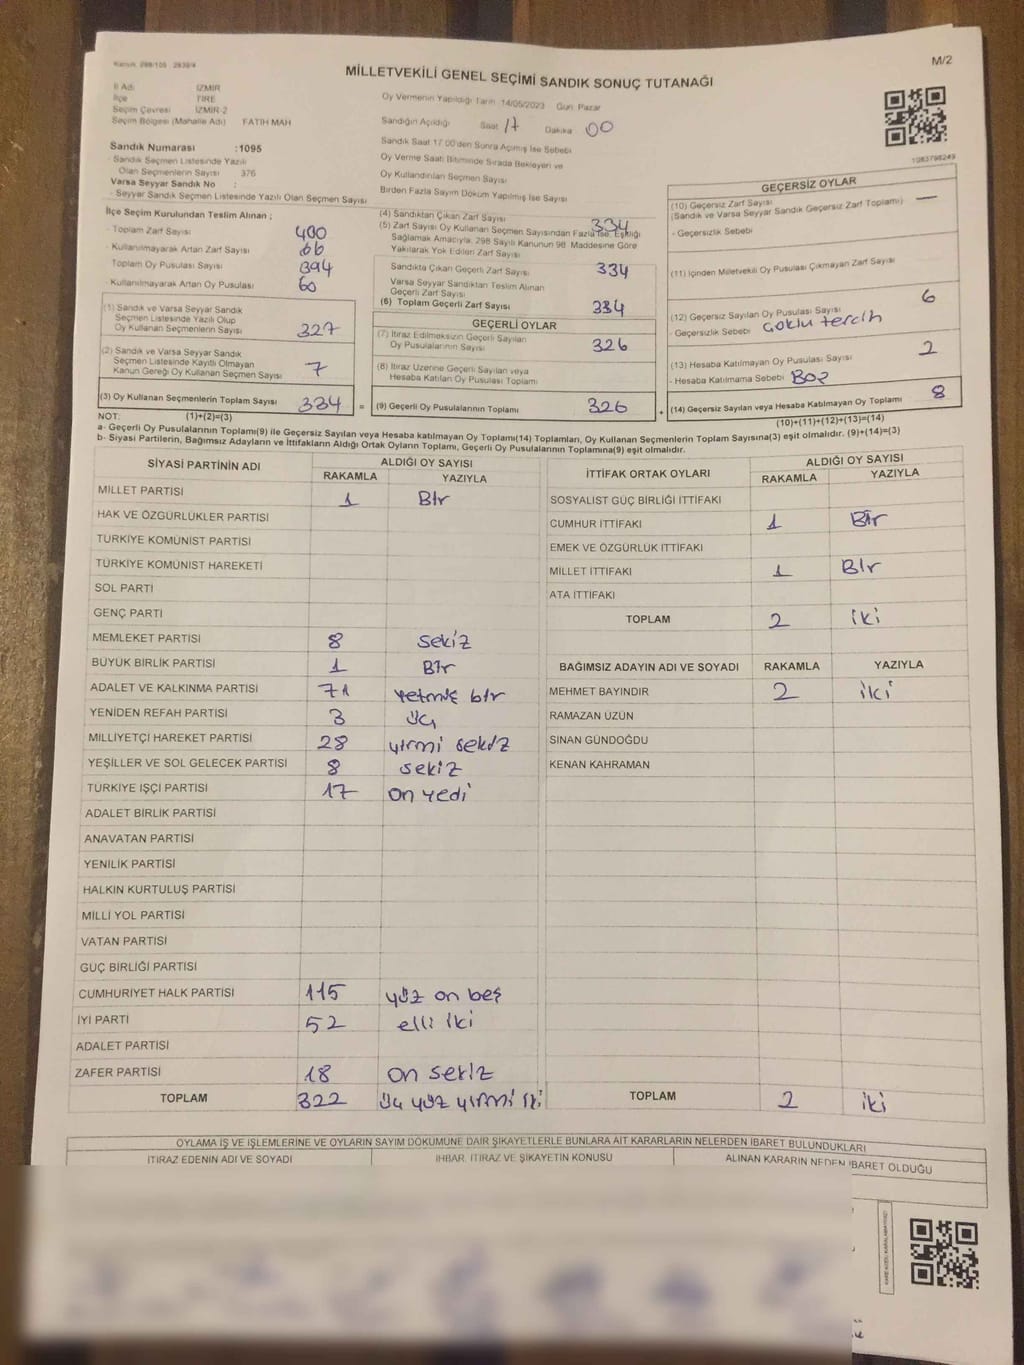 Kanun: 298/105 - 2839/4
M/2
MİLLETVEKİLİ GENEL SEÇİMİ SANDIK SONUÇ TUTANAĞI
İl Adı İZMİR
İlçe TİRE
Seçim Çevresi İZMİR-2
Seçim Bölgesi (Mahalle Adı) FATİH MAH
Oy Vermenin Yapıldığı Tarih 14/05/2023 Gün Pazar
Sandığın Açıldığı Saat 17 Dakika 00
Sandık Saat 17:00'den Sonra Açılmış İse Sebebi
Oy Verme Saati Bitiminde Sırada Bekleyen ve
Oy Kullandırılan Seçmen Sayısı
Birden Fazla Sayım Döküm Yapılmış İse Sayısı
1083798249
Sandık Numarası :1095
- Sandık Seçmen Listesinde Yazılı
Olan Seçmenlerin Sayısı 376
Varsa Seyyar Sandık No :
- Seyyar Sandık Seçmen Listesinde Yazılı Olan Seçmen Sayısı
İlçe Seçim Kurulundan Teslim Alınan ;
- Toplam Zarf Sayısı 400
- Kullanılmayarak Artan Zarf Sayısı 66
Toplam Oy Pusulası Sayısı 394
- Kullanılmayarak Artan Oy Pusulası 60
(1) Sandık ve Varsa Seyyar Sandık
Seçmen Listesinde Yazılı Olup
Oy Kullanan Seçmenlerin Sayısı 327
(2) Sandık ve Varsa Seyyar Sandık
Seçmen Listesinde Kayıtlı Olmayan
Kanun Gereği Oy Kullanan Seçmen Sayısı 7
(3) Oy Kullanan Seçmenlerin Toplam Sayısı 334 =
(4) Sandıktan Çıkan Zarf Sayısı 334
(5) Zarf Sayısı Oy Kullanan Seçmen Sayısından Fazla İse, Eşitliği
Sağlamak Amacıyla, 298 Sayılı Kanunun 98. Maddesine Göre
Yakılarak Yok Edilen Zarf Sayısı
Sandıkta Çıkan Geçerli Zarf Sayısı 334
Varsa Seyyar Sandıktan Teslim Alınan
Geçerli Zarf Sayısı
(6) Toplam Geçerli Zarf Sayısı 334
GEÇERLİ OYLAR
(7) İtiraz Edilmeksizin Geçerli Sayılan
Oy Pusulalarının Sayısı 326
(8) İtiraz Üzerine Geçerli Sayılan veya
Hesaba Katılan Oy Pusulası Toplamı
(9) Geçerli Oy Pusulalarının Toplamı 326 +
GEÇERSİZ OYLAR
(10) Geçersiz Zarf Sayısı —
(Sandık ve Varsa Seyyar Sandık Geçersiz Zarf Toplamı)
- Geçersizlik Sebebi
(11) İçinden Milletvekili Oy Pusulası Çıkmayan Zarf Sayısı
(12) Geçersiz Sayılan Oy Pusulası Sayısı 6
- Geçersizlik Sebebi Çoklu tercih
(13) Hesaba Katılmayan Oy Pusulası Sayısı 2
- Hesaba Katılmama Sebebi Boş
(14) Geçersiz Sayılan veya Hesaba Katılmayan Oy Toplamı 8
NOT: (1)+(2)=(3) (10)+(11)+(12)+(13)=(14)
a- Geçerli Oy Pusulalarının Toplamı(9) ile Geçersiz Sayılan veya Hesaba katılmayan Oy Toplamı(14) Toplamları, Oy Kullanan Seçmenlerin Toplam Sayısına(3) eşit olmalıdır. (9)+(14)=(3)
b- Siyasi Partilerin, Bağımsız Adayların ve İttifakların Aldığı Ortak Oyların Toplamı, Geçerli Oy Pusulalarının Toplamına(9) eşit olmalıdır.
SİYASİ PARTİNİN ADI ALDIĞI OY SAYISI
RAKAMLA YAZIYLA
MİLLET PARTİSİ 1 Bir
HAK VE ÖZGÜRLÜKLER PARTİSİ
TÜRKİYE KOMÜNİST PARTİSİ
TÜRKİYE KOMÜNİST HAREKETİ
SOL PARTİ
GENÇ PARTİ
MEMLEKET PARTİSİ 8 sekiz
BÜYÜK BİRLİK PARTİSİ 1 Bir
ADALET VE KALKINMA PARTİSİ 71 yetmiş bir
YENİDEN REFAH PARTİSİ 3 üç
MİLLİYETÇİ HAREKET PARTİSİ 28 yirmi sekiz
YEŞİLLER VE SOL GELECEK PARTİSİ 8 sekiz
TÜRKİYE İŞÇİ PARTİSİ 17 on yedi
ADALET BİRLİK PARTİSİ
ANAVATAN PARTİSİ
YENİLİK PARTİSİ
HALKIN KURTULUŞ PARTİSİ
MİLLİ YOL PARTİSİ
VATAN PARTİSİ
GÜÇ BİRLİĞİ PARTİSİ
CUMHURİYET HALK PARTİSİ 115 yüz on beş
İYİ PARTİ 52 elli iki
ADALET PARTİSİ
ZAFER PARTİSİ 18 on sekiz
TOPLAM 322 üç yüz yirmi iki
İTTİFAK ORTAK OYLARI ALDIĞI OY SAYISI
RAKAMLA YAZIYLA
SOSYALİST GÜÇ BİRLİĞİ İTTİFAKI
CUMHUR İTTİFAKI 1 Bir
EMEK VE ÖZGÜRLÜK İTTİFAKI
MİLLET İTTİFAKI 1 Bir
ATA İTTİFAKI
TOPLAM 2 iki
BAĞIMSIZ ADAYIN ADI VE SOYADI RAKAMLA YAZIYLA
MEHMET BAYINDIR 2 iki
RAMAZAN UZUN
SİNAN GÜNDOĞDU
KENAN KAHRAMAN
TOPLAM 2 iki
OYLAMA İŞ VE İŞLEMLERİNE VE OYLARIN SAYIM DÖKÜMÜNE DAİR ŞİKAYETLERLE BUNLARA AİT KARARLARIN NELERDEN İBARET BULUNDUKLARI
İTİRAZ EDENİN ADI VE SOYADI İHBAR, İTİRAZ VE ŞİKAYETİN KONUSU ALINAN KARARIN NEDEN İBARET OLDUĞU
KARE KODU KARALAMAYINIZ!